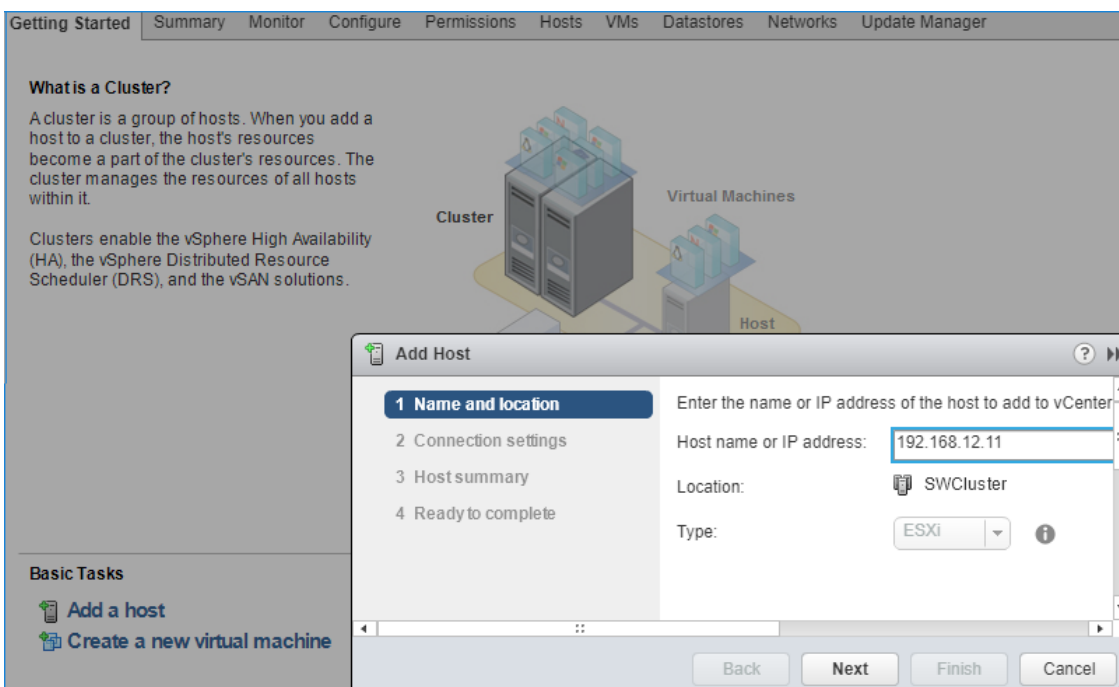 Getting Started Summary Monitor Configure Permissions Hosts VMs Datastores Networks Update Manager
What is a Cluster?
A cluster is a group of hosts. When you add a
host to a cluster, the host's resources
become a part of the cluster's resources. The
cluster manages the resources of all hosts
within it.
Clusters enable the vSphere High Availability
(HA), the vSphere Distributed Resource
Scheduler (DRS), and the vSAN solutions.
Cluster
Virtual Machines
Host
Add Host
1 Name and location
2 Connection settings
3 Host summary
4 Ready to complete
Enter the name or IP address of the host to add to vCenter
Host name or IP address: 192.168.12.11
Location: SWCluster
Type: ESXi
Basic Tasks
Add a host
Create a new virtual machine
Back Next Finish Cancel